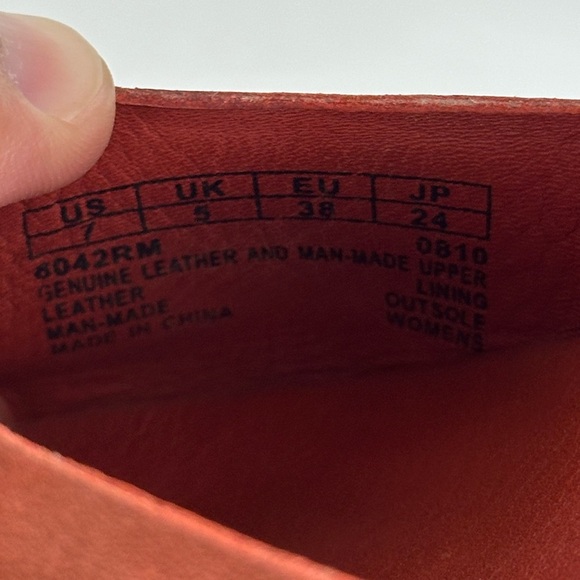 US UK EU JP
7 5 38 24
6042RM 0810
GENUINE LEATHER AND MAN-MADE UPPER
LEATHER LINING
MAN-MADE OUTSOLE
MADE IN CHINA WOMENS